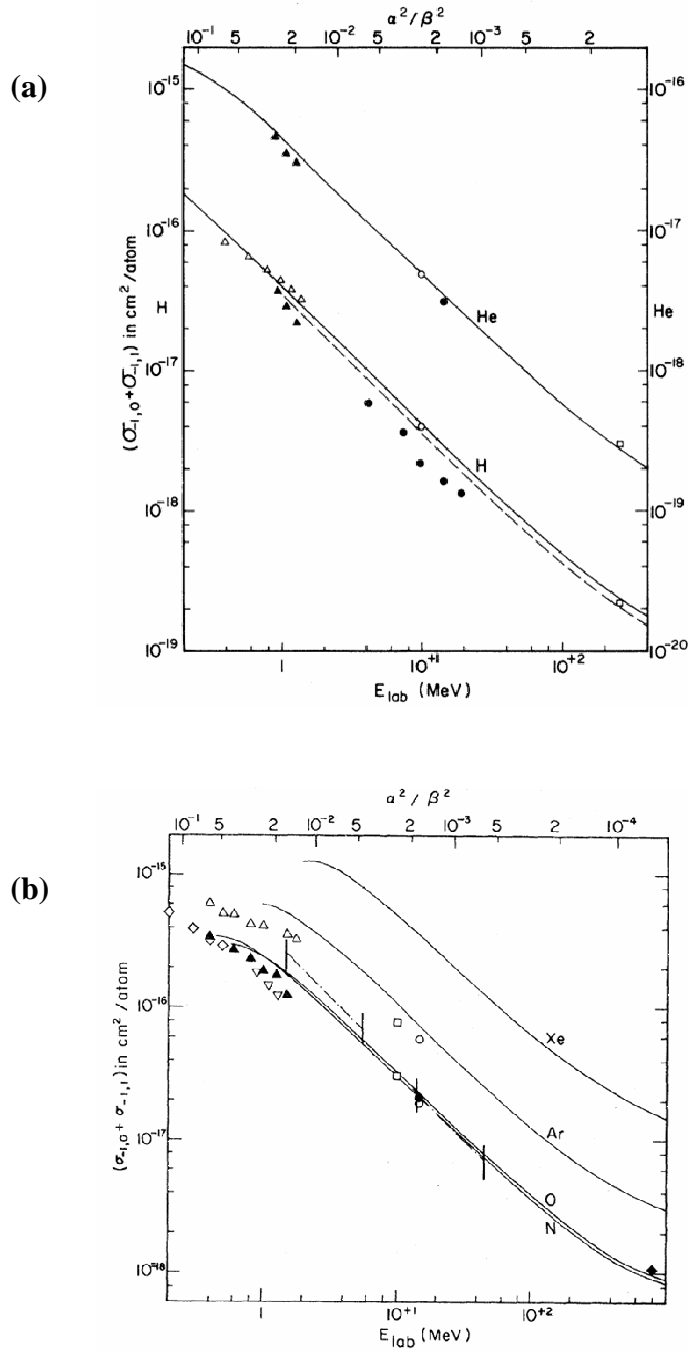 α²/β²
10⁻¹ 5 2 10⁻² 5 2 10⁻³ 5 2
(a)
10⁻¹⁵
10⁻¹⁶
10⁻¹⁷
10⁻¹⁸
10⁻¹⁹
H
(σ₋₁,₀+σ₋₁,₁) in cm²/atom
He
H
10⁻¹⁶
10⁻¹⁷
He
10⁻¹⁸
10⁻¹⁹
10⁻²⁰
1 10⁺¹ 10⁺²
E lab (MeV)
α²/β²
10⁻¹ 5 2 10⁻² 5 2 10⁻³ 5 2 10⁻⁴
(b)
10⁻¹⁵
10⁻¹⁶
10⁻¹⁷
10⁻¹⁸
(σ₋₁,₀+ σ₋₁,₁) in cm²/atom
Xe
Ar
O
N
1 10⁺¹ 10⁺²
E lab (MeV)